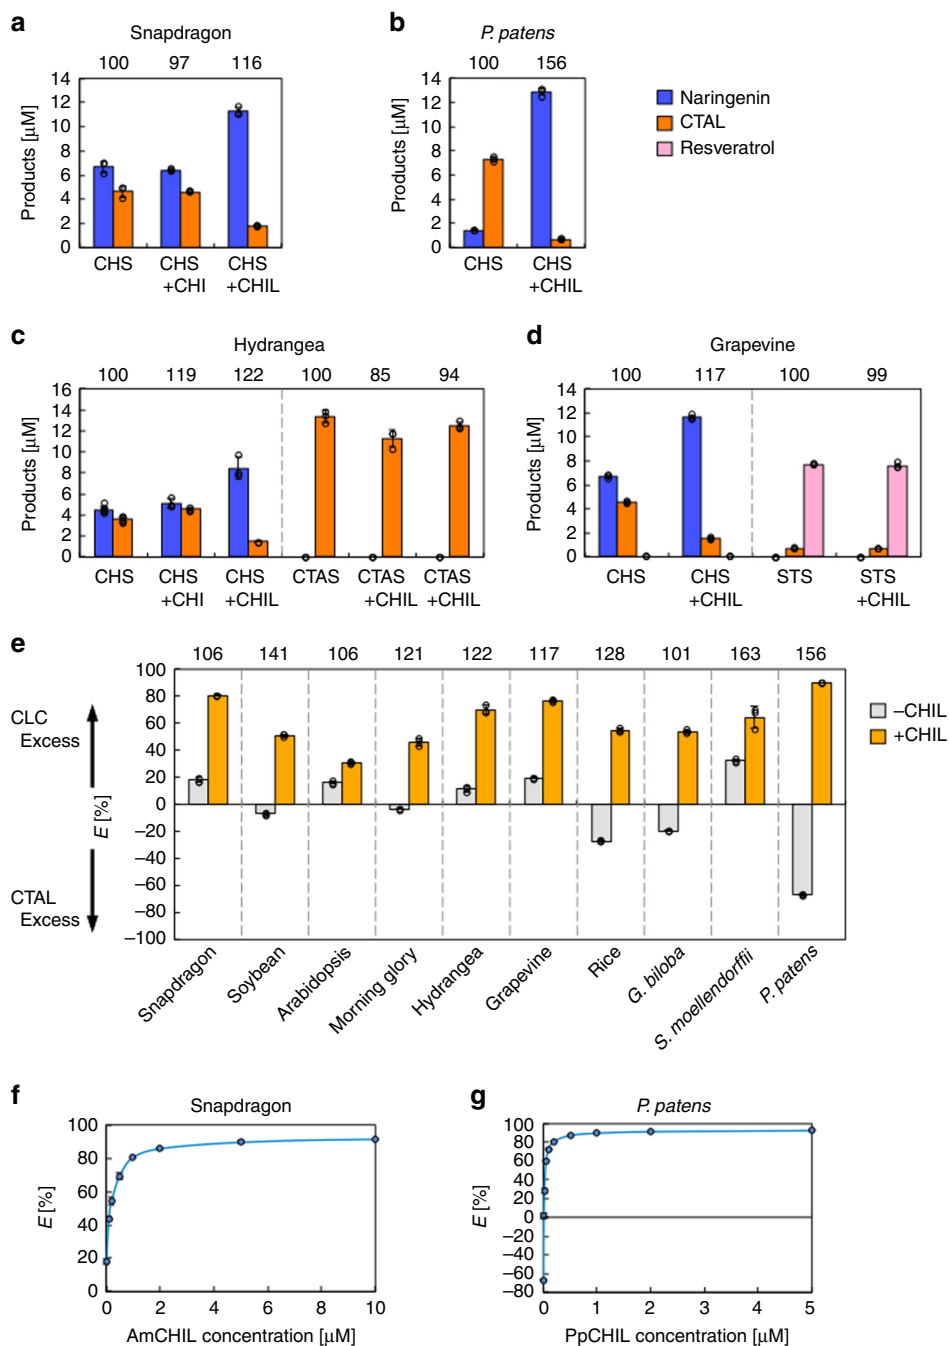 a
Snapdragon
100 97 116
14
12
10
8
6
4
2
0
Products [μM]
CHS CHS CHS
+CHI +CHIL
b
P. patens
100 156
14
12
10
8
6
4
2
0
Products [μM]
CHS CHS
+CHIL
Naringenin
CTAL
Resveratrol
c
Hydrangea
100 119 122 100 85 94
16
14
12
10
8
6
4
2
0
Products [μM]
CHS CHS CHS CTAS CTAS CTAS
+CHI +CHIL +CHIL +CHIL
d
Grapevine
100 117 100 99
14
12
10
8
6
4
2
0
Products [μM]
CHS CHS STS STS
+CHIL +CHIL
e
106 141 106 121 122 117 128 101 163 156
100
80
60
40
20
0
−20
−40
−60
−80
−100
CLC
Excess
E [%]
CTAL
Excess
−CHIL
+CHIL
Snapdragon
Soybean
Arabidopsis
Morning glory
Hydrangea
Grapevine
Rice
G. biloba
S. moellendorffii
P. patens
f
Snapdragon
100
80
60
40
20
0
E [%]
0 2 4 6 8 10
AmCHIL concentration [μM]
g
P. patens
100
80
60
40
20
0
−20
−40
−60
−80
E [%]
0 1 2 3 4 5
PpCHIL concentration [μM]